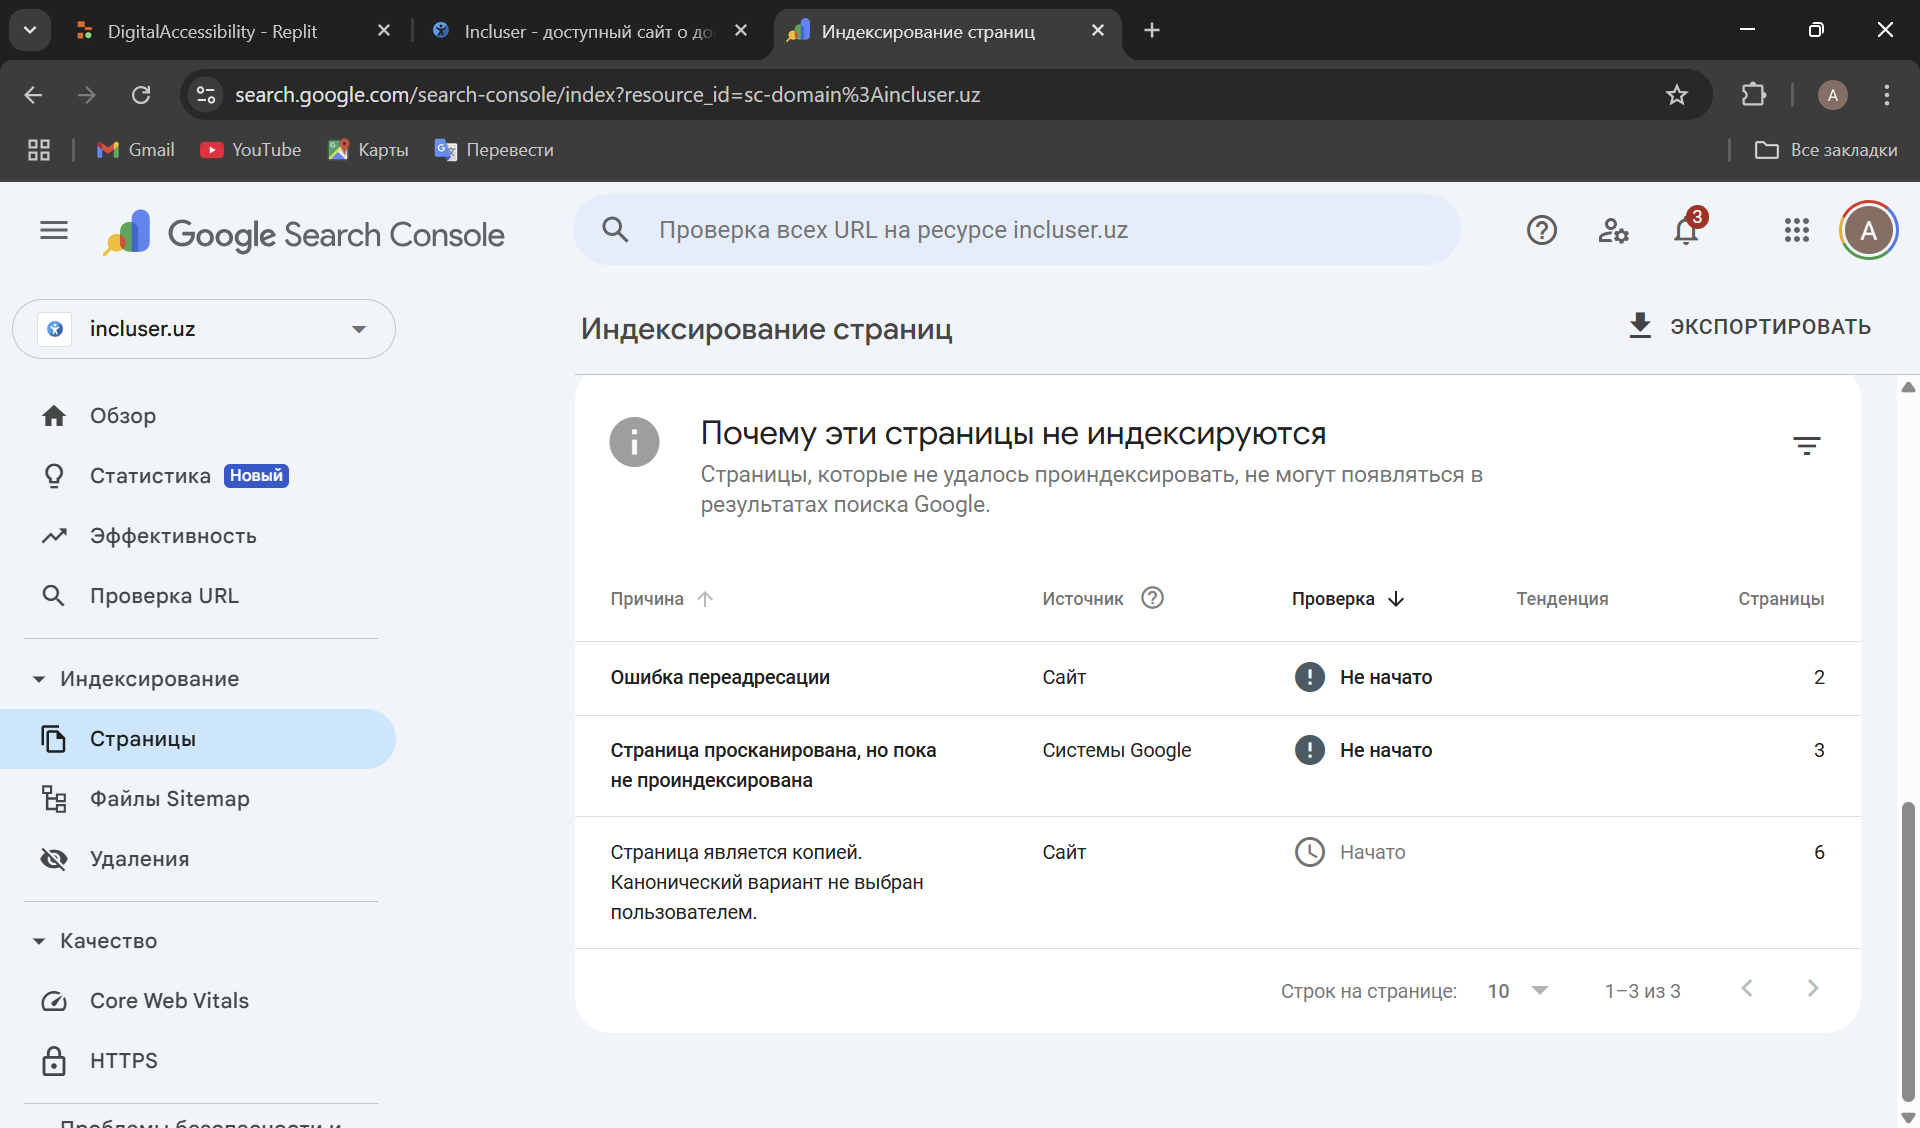 DigitalAccessibility - Replit
Incluser - доступный сайт о до
Индексирование страниц
search.google.com/search-console/index?resource_id=sc-domain%3Aincluser.uz
A
Gmail
YouTube
Карты
Перевести
Все закладки
Google Search Console
Проверка всех URL на ресурсе incluser.uz
3
A
incluser.uz
Индексирование страниц
ЭКСПОРТИРОВАТЬ
Обзор
Статистика Новый
Эффективность
Проверка URL
Индексирование
Страницы
Файлы Sitemap
Удаления
Качество
Core Web Vitals
HTTPS
Проблемы безопасности и
Почему эти страницы не индексируются
Страницы, которые не удалось проиндексировать, не могут появляться в
результатах поиска Google.
Причина Источник Проверка Тенденция Страницы
Ошибка переадресации Сайт Не начато 2
Страница просканирована, но пока Системы Google Не начато 3
не проиндексирована
Страница является копией. Сайт Начато 6
Канонический вариант не выбран
пользователем.
Строк на странице: 10 1–3 из 3